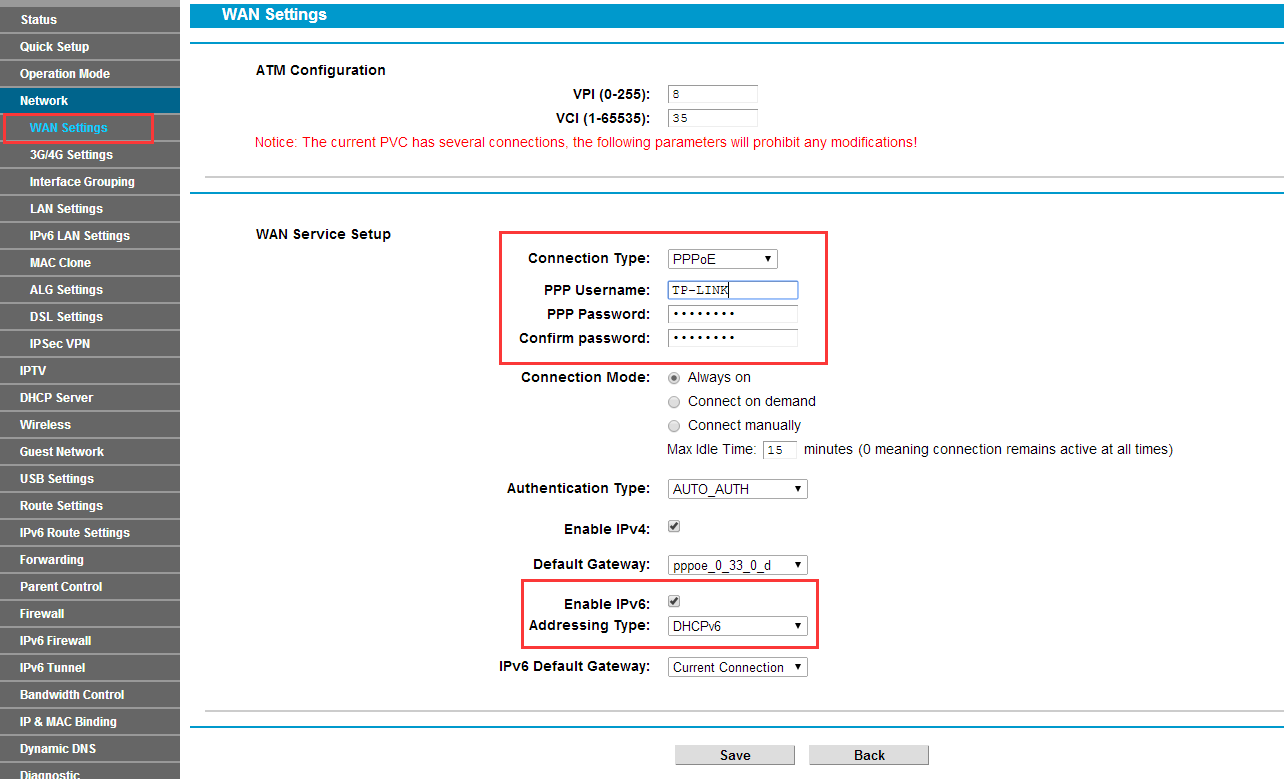 Status
Quick Setup
Operation Mode
Network
WAN Settings
3G/4G Settings
Interface Grouping
LAN Settings
IPv6 LAN Settings
MAC Clone
ALG Settings
DSL Settings
IPSec VPN
IPTV
DHCP Server
Wireless
Guest Network
USB Settings
Route Settings
IPv6 Route Settings
Forwarding
Parent Control
Firewall
IPv6 Firewall
IPv6 Tunnel
Bandwidth Control
IP & MAC Binding
Dynamic DNS
Diagnostic
WAN Settings
ATM Configuration
VPI (0-255): 8
VCI (1-65535): 35
Notice: The current PVC has several connections, the following parameters will prohibit any modifications!
WAN Service Setup
Connection Type: PPPoE
PPP Username: TP-LINK
PPP Password: ••••••••
Confirm password: ••••••••
Connection Mode: Always on
Connect on demand
Connect manually
Max Idle Time: 15 minutes (0 meaning connection remains active at all times)
Authentication Type: AUTO_AUTH
Enable IPv4:
Default Gateway: pppoe_0_33_0_d
Enable IPv6:
Addressing Type: DHCPv6
IPv6 Default Gateway: Current Connection
Save Back